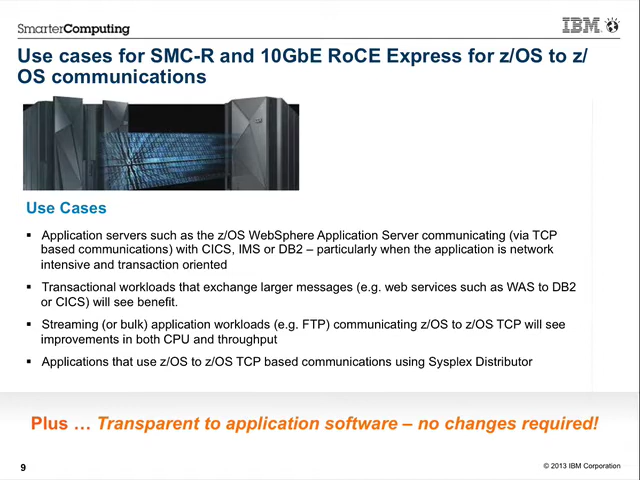 SmarterComputing
IBM
Use cases for SMC-R and 10GbE RoCE Express for z/OS to z/
OS communications
Use Cases
▪ Application servers such as the z/OS WebSphere Application Server communicating (via TCP
based communications) with CICS, IMS or DB2 – particularly when the application is network
intensive and transaction oriented
▪ Transactional workloads that exchange larger messages (e.g. web services such as WAS to DB2
or CICS) will see benefit.
▪ Streaming (or bulk) application workloads (e.g. FTP) communicating z/OS to z/OS TCP will see
improvements in both CPU and throughput
▪ Applications that use z/OS to z/OS TCP based communications using Sysplex Distributor
Plus … Transparent to application software – no changes required!
9
© 2013 IBM Corporation